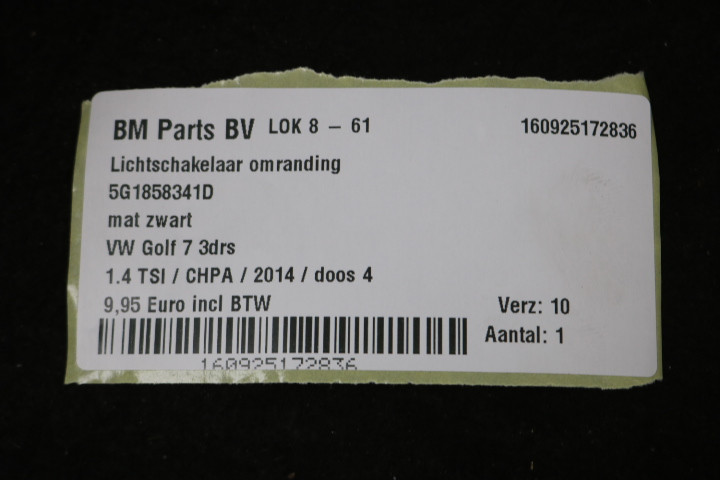 BM Parts BV LOK 8 – 61 160925172836
Lichtschakelaar omranding
5G1858341D
mat zwart
VW Golf 7 3drs
1.4 TSI / CHPA / 2014 / doos 4
9,95 Euro incl BTW Verz: 10
Aantal: 1
160925172836